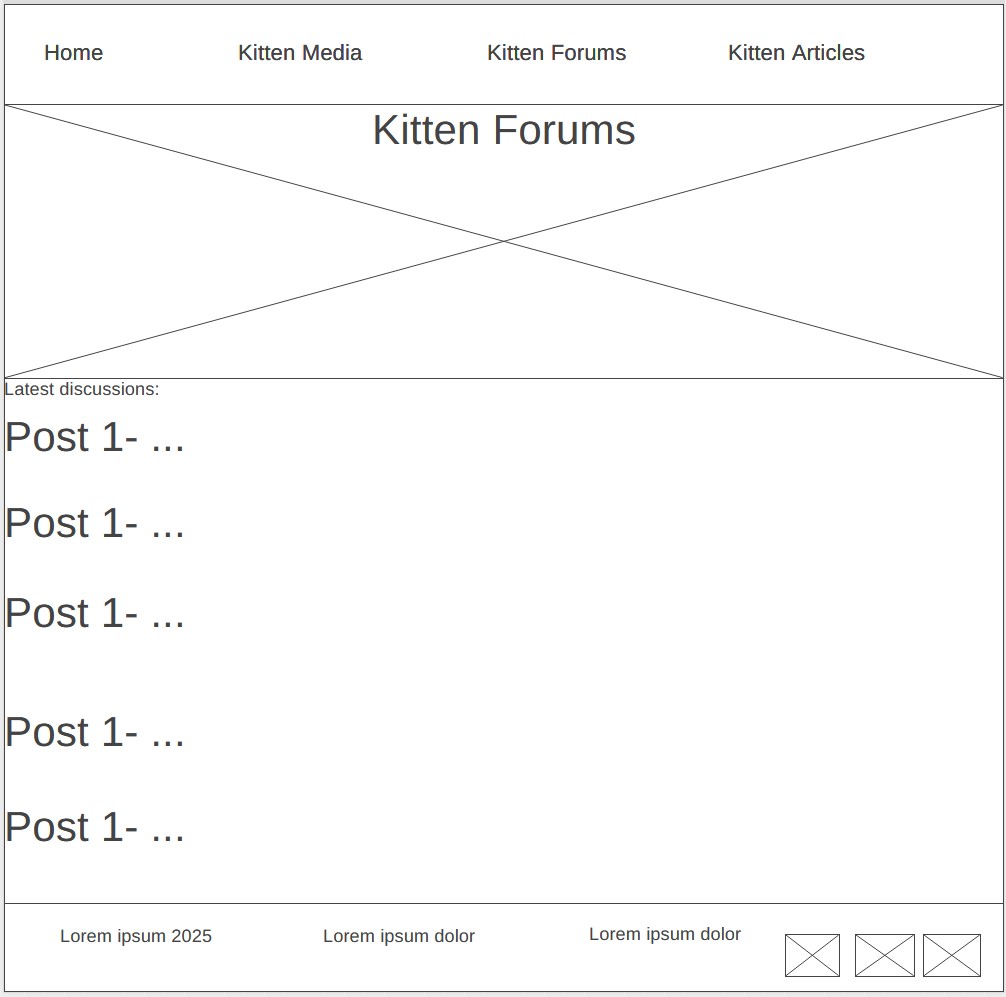 Home Kitten Media Kitten Forums Kitten Articles
Kitten Forums
Latest discussions:
Post 1- ...
Post 1- ...
Post 1- ...
Post 1- ...
Post 1- ...
Lorem ipsum 2025 Lorem ipsum dolor Lorem ipsum dolor